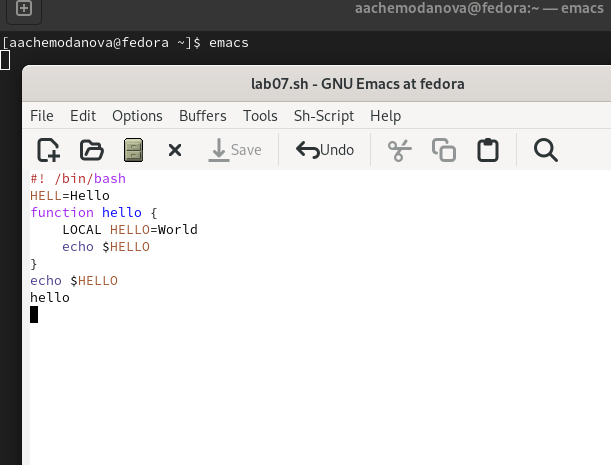 aachemodanova@fedora:~ — emacs
[aachemodanova@fedora ~]$ emacs
lab07.sh - GNU Emacs at fedora
File Edit Options Buffers Tools Sh-Script Help
Save Undo
#! /bin/bash
HELL=Hello
function hello {
    LOCAL HELLO=World
    echo $HELLO
}
echo $HELLO
hello